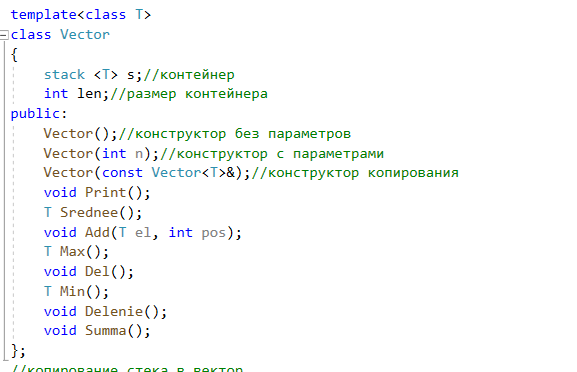 template<class T>
class Vector
{
stack <T> s;//контейнер
int len;//размер контейнера
public:
Vector();//конструктор без параметров
Vector(int n);//конструктор с параметрами
Vector(const Vector<T>&);//конструктор копирования
void Print();
T Srednee();
void Add(T el, int pos);
T Max();
void Del();
T Min();
void Delenie();
void Summa();
};
//копирование стека в вектор